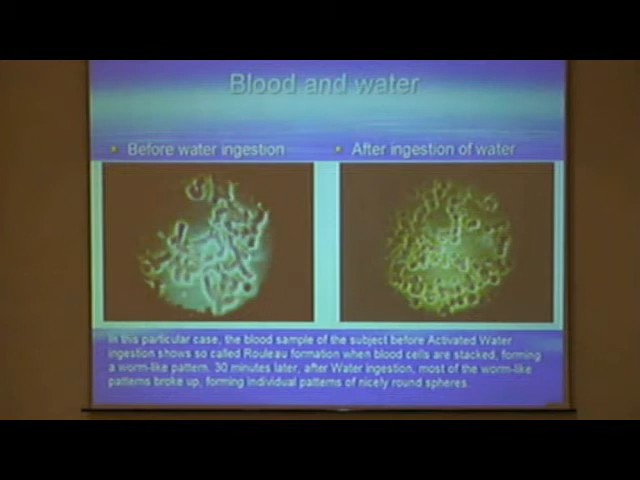 Blood and water
Before water ingestion
After ingestion of water
In this particular case, the blood sample of the subject before Activated Water
ingestion shows so called Rouleau formation when blood cells are stacked, forming
a worm-like pattern. 30 minutes later, after Water ingestion, most of the worm-like
patterns broke up, forming individual patterns of nicely round spheres.